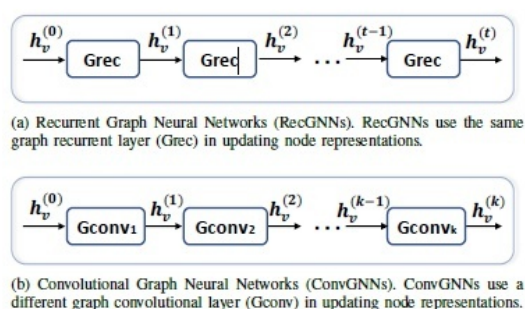 h_v^(0) h_v^(1) h_v^(2) h_v^(t−1) h_v^(t)
Grec Grec ... Grec
(a) Recurrent Graph Neural Networks (RecGNNs). RecGNNs use the same
graph recurrent layer (Grec) in updating node representations.
h_v^(0) h_v^(1) h_v^(2) h_v^(k−1) h_v^(k)
Gconv₁ Gconv₂ ... Gconvₖ
(b) Convolutional Graph Neural Networks (ConvGNNs). ConvGNNs use a
different graph convolutional layer (Gconv) in updating node representations.